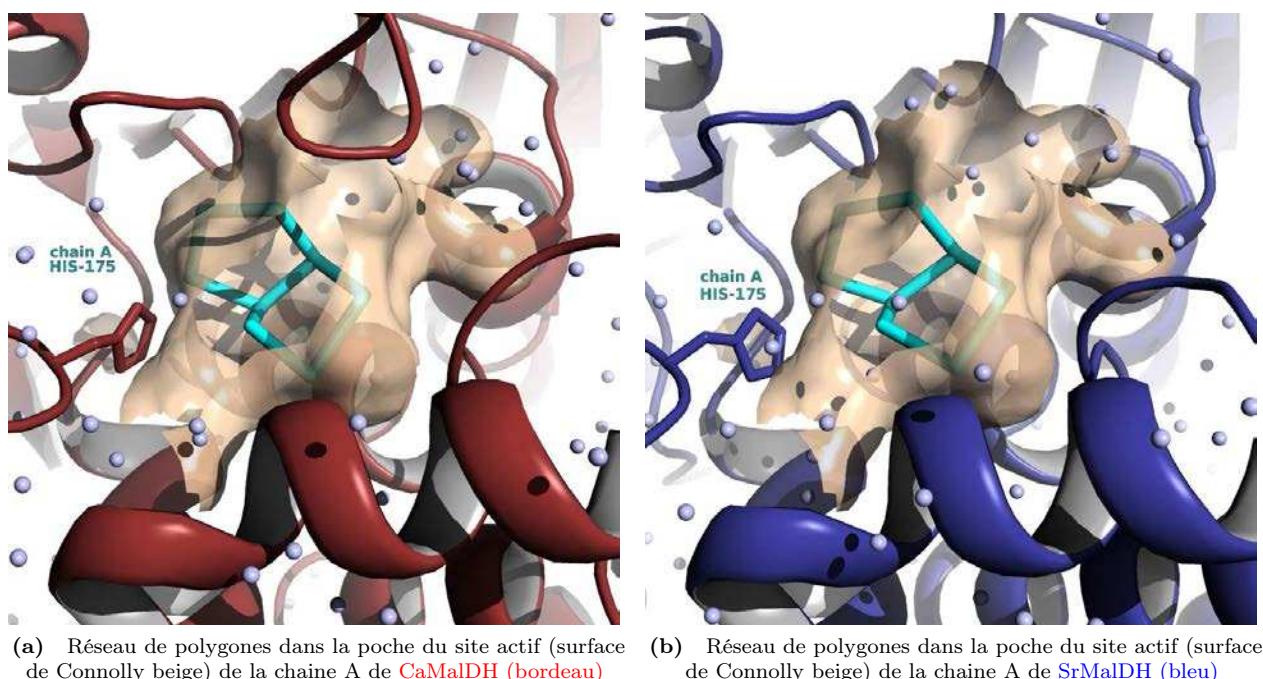 chain A
HIS-175
chain A
HIS-175
(a) Réseau de polygones dans la poche du site actif (surface
de Connolly beige) de la chaine A de CaMalDH (bordeau)
(b) Réseau de polygones dans la poche du site actif (surface
de Connolly beige) de la chaine A de SrMalDH (bleu)